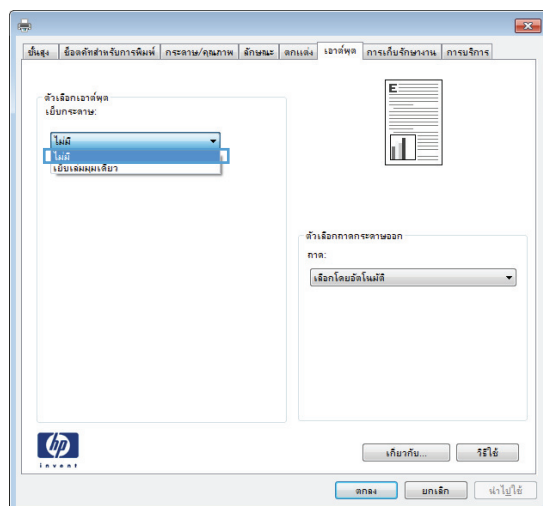 ขั้นสูง ช็อตคัทสำหรับการพิมพ์ กระดาษ/คุณภาพ ลักษณะ ตกแต่ง เอาต์พุต การเก็บรักษางาน การบริการ
ตัวเลือกเอาต์พุต
เย็บกระดาษ:
ไม่มี
ไม่มี
เย็บเล่มมุมเดียว
E
ตัวเลือกถาดกระดาษออก
ถาด:
เลือกโดยอัตโนมัติ
hp
invent
เกี่ยวกับ... วิธีใช้
ตกลง ยกเลิก นำไปใช้